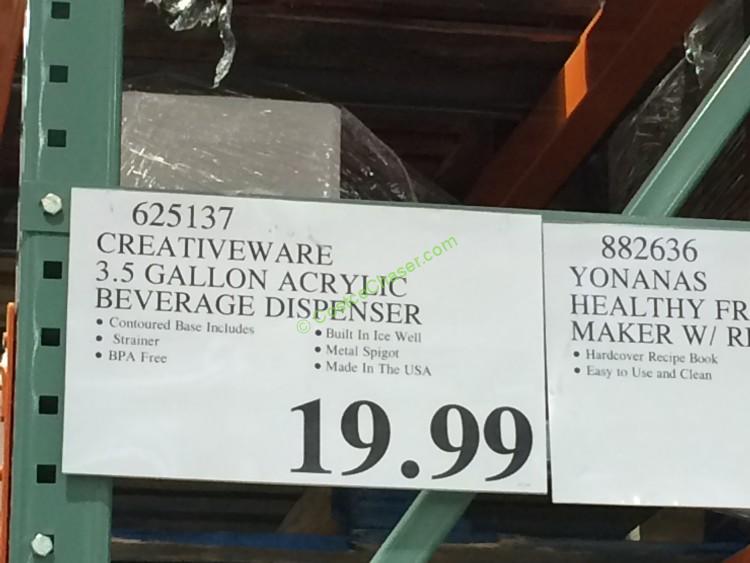 625137
CREATIVEWARE
3.5 GALLON ACRYLIC
BEVERAGE DISPENSER
• Contoured Base Includes
• Strainer
• BPA Free
• Built In Ice Well
• Metal Spigot
• Made In The USA
19.99
© CostcoChaser.com
882636
YONANAS
HEALTHY FR
MAKER W/ R
• Hardcover Recipe Book
• Easy to Use and Clean